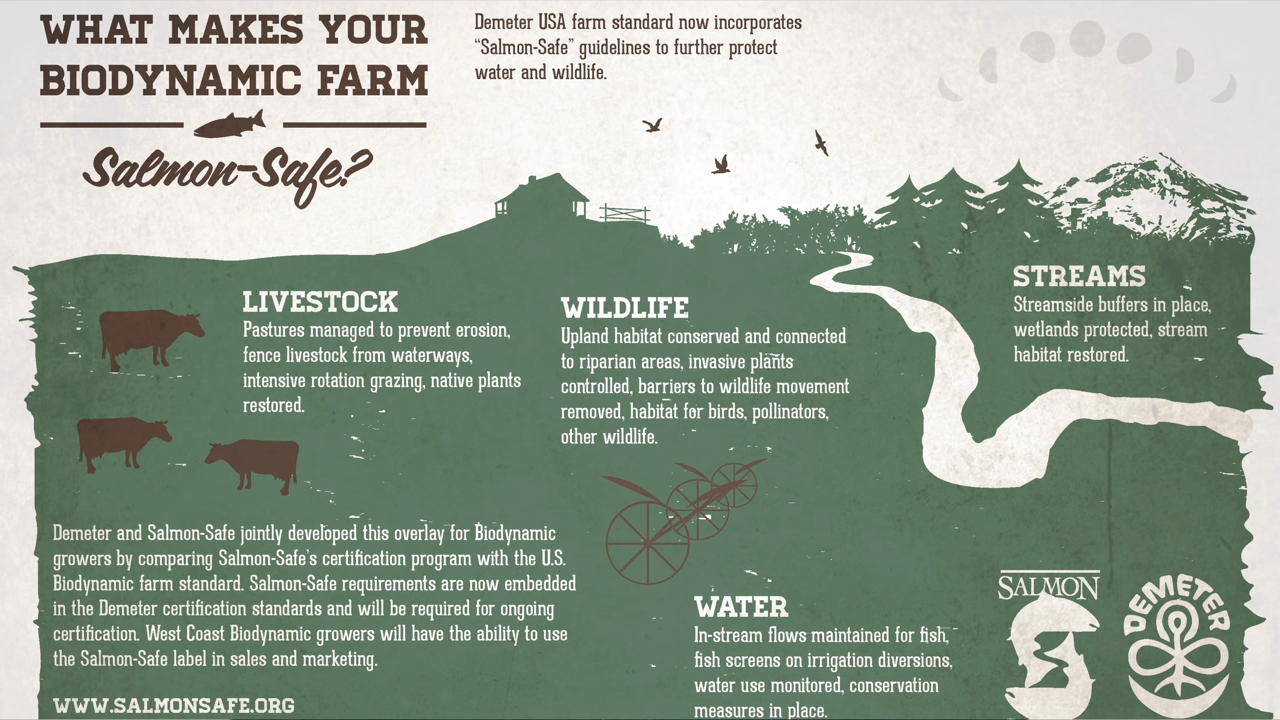 WHAT MAKES YOUR
BIODYNAMIC FARM
Salmon-Safe?
Demeter USA farm standard now incorporates
“Salmon-Safe” guidelines to further protect
water and wildlife.
LIVESTOCK
Pastures managed to prevent erosion,
fence livestock from waterways,
intensive rotation grazing, native plants
restored.
WILDLIFE
Upland habitat conserved and connected
to riparian areas, invasive plants
controlled, barriers to wildlife movement
removed, habitat for birds, pollinators,
other wildlife.
STREAMS
Streamside buffers in place,
wetlands protected, stream
habitat restored.
Demeter and Salmon-Safe jointly developed this overlay for Biodynamic
growers by comparing Salmon-Safe's certification program with the U.S.
Biodynamic farm standard. Salmon-Safe requirements are now embedded
in the Demeter certification standards and will be required for ongoing
certification. West Coast Biodynamic growers will have the ability to use
the Salmon-Safe label in sales and marketing.
WWW.SALMONSAFE.ORG
WATER
In-stream flows maintained for fish,
fish screens on irrigation diversions,
water use monitored, conservation
measures in place.
SALMON
DEMETER